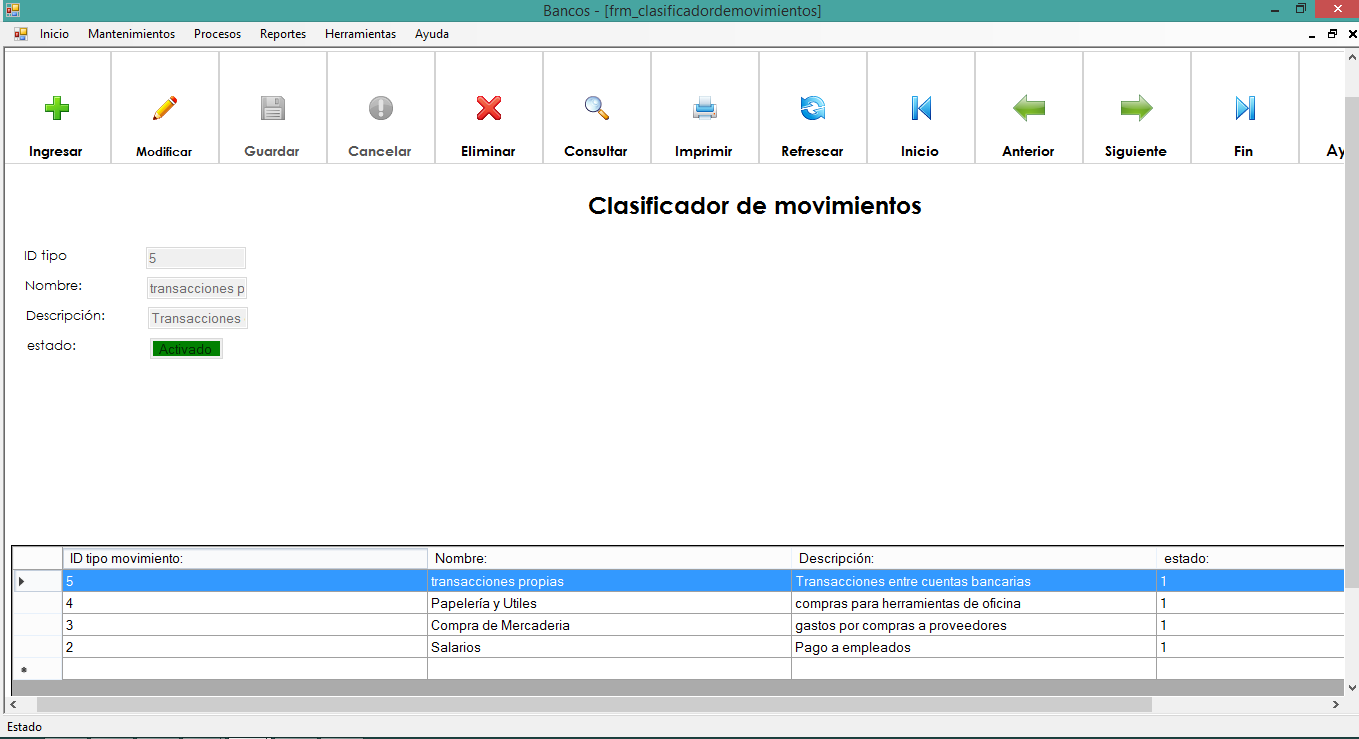 Bancos - [frm_clasificadordemovimientos]
Inicio Mantenimientos Procesos Reportes Herramientas Ayuda
Ingresar Modificar Guardar Cancelar Eliminar Consultar Imprimir Refrescar Inicio Anterior Siguiente Fin Ay
Clasificador de movimientos
ID tipo 5
Nombre: transacciones p
Descripción: Transacciones
estado: Activado
ID tipo movimiento: Nombre: Descripción: estado:
5 transacciones propias Transacciones entre cuentas bancarias 1
4 Papelería y Utiles compras para herramientas de oficina 1
3 Compra de Mercaderia gastos por compras a proveedores 1
2 Salarios Pago a empleados 1
Estado